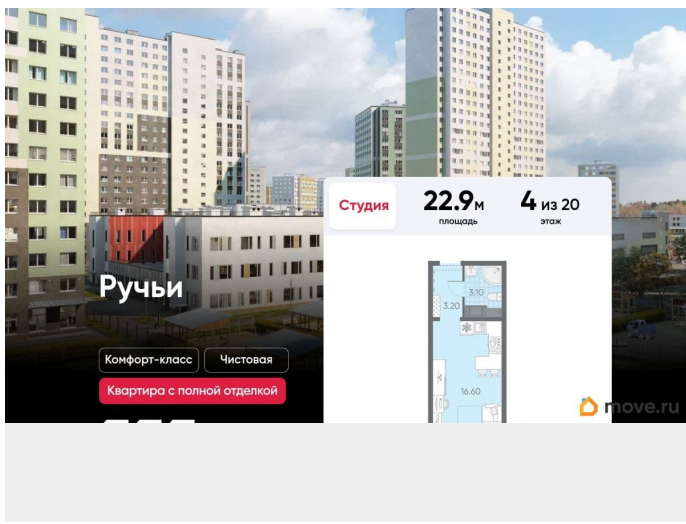 Студия
22.9 м
площадь
4 из 20
этаж
Ручьи
3.10
3.20
16.60
Комфорт-класс
Чистовая
Квартира с полной отделкой
move.ru